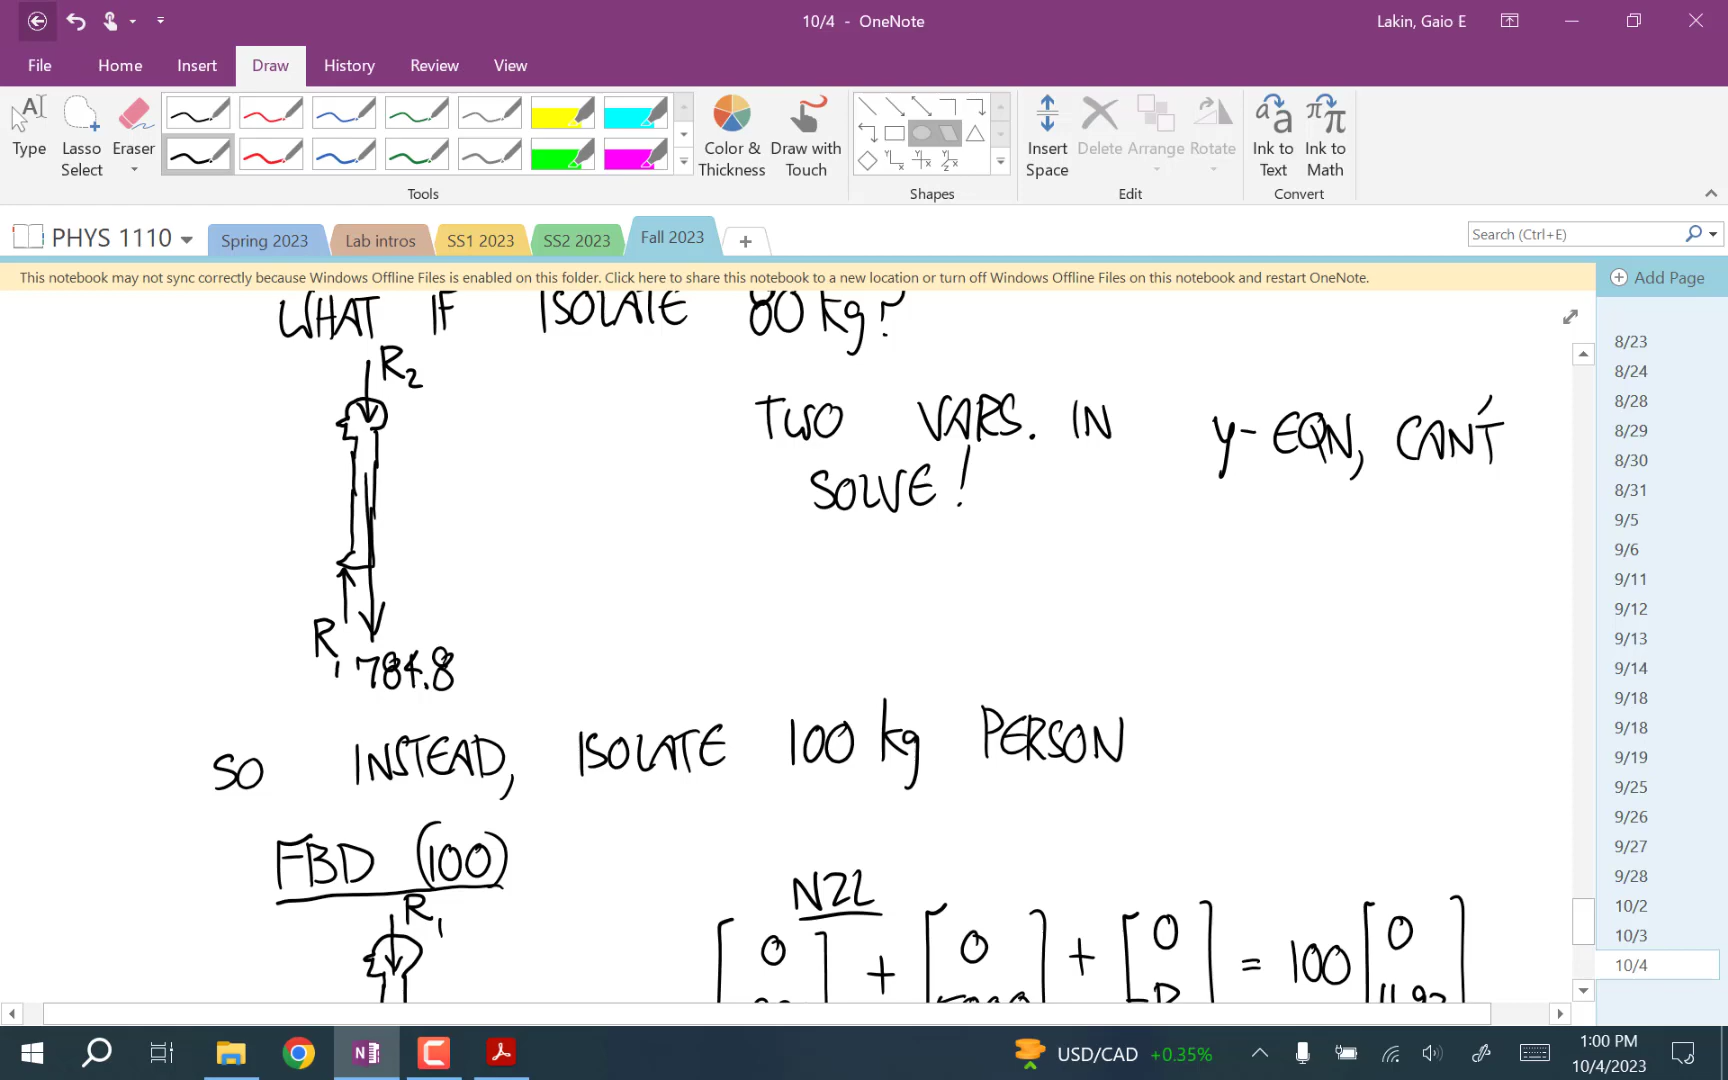 10/4 - OneNote
Lakin, Gaio E
File Home Insert Draw History Review View
Type
Lasso Select
Eraser
Color & Thickness
Draw with Touch
Insert Space
Delete Arrange Rotate
Ink to Text
Ink to Math
Tools Shapes Edit Convert
PHYS 1110 Spring 2023 Lab intros SS1 2023 SS2 2023 Fall 2023 +
Search (Ctrl+E)
This notebook may not sync correctly because Windows Offline Files is enabled on this folder. Click here to share this notebook to a new location or turn off Windows Offline Files on this notebook and restart OneNote.
Add Page
WHAT IF ISOLATE 80 kg?
R2
TWO VARS. IN y-EQN, CAN'T
SOLVE!
R1 784.8
SO INSTEAD, ISOLATE 100 kg PERSON
FBD (100)
R1
N2L
[0 ] + [0 ] + [0 ] = 100 [0 ]
8/23
8/24
8/28
8/29
8/30
8/31
9/5
9/6
9/11
9/12
9/13
9/14
9/18
9/18
9/19
9/25
9/26
9/27
9/28
10/2
10/3
10/4
USD/CAD +0.35%
1:00 PM
10/4/2023